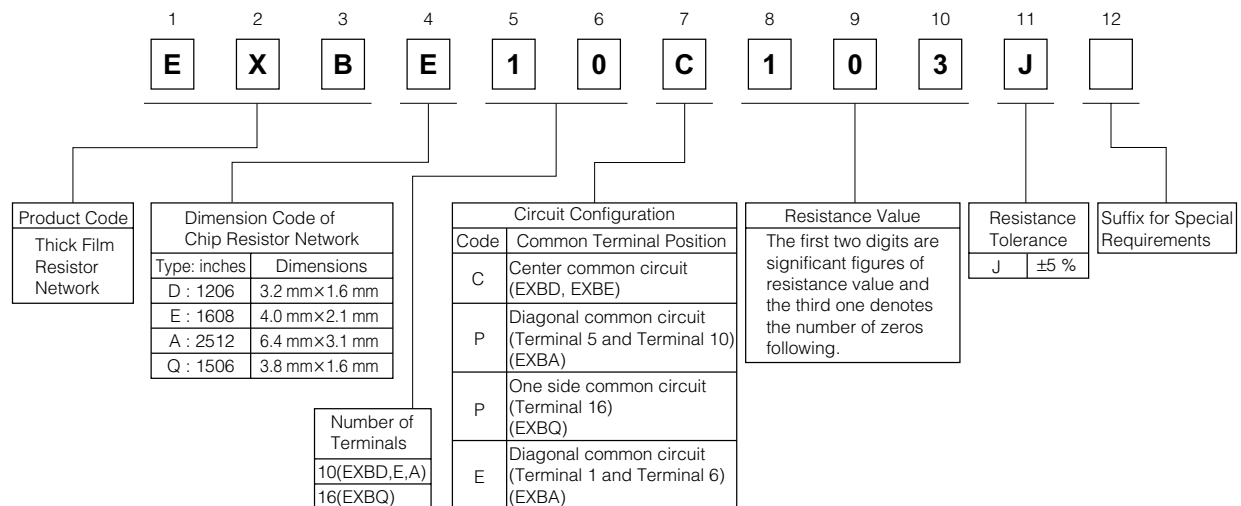 1 2 3 4 5 6 7 8 9 10 11 12
E X B E 1 0 C 1 0 3 J
Product Code
Thick Film
Resistor
Network
Dimension Code of
Chip Resistor Network
Type: inches Dimensions
D : 1206 3.2 mm×1.6 mm
E : 1608 4.0 mm×2.1 mm
A : 2512 6.4 mm×3.1 mm
Q : 1506 3.8 mm×1.6 mm
Number of
Terminals
10(EXBD,E,A)
16(EXBQ)
Circuit Configuration
Code Common Terminal Position
C Center common circuit
(EXBD, EXBE)
P Diagonal common circuit
(Terminal 5 and Terminal 10)
(EXBA)
P One side common circuit
(Terminal 16)
(EXBQ)
E Diagonal common circuit
(Terminal 1 and Terminal 6)
(EXBA)
Resistance Value
The first two digits are
significant figures of
resistance value and
the third one denotes
the number of zeros
following.
Resistance
Tolerance
J ±5 %
Suffix for Special
Requirements